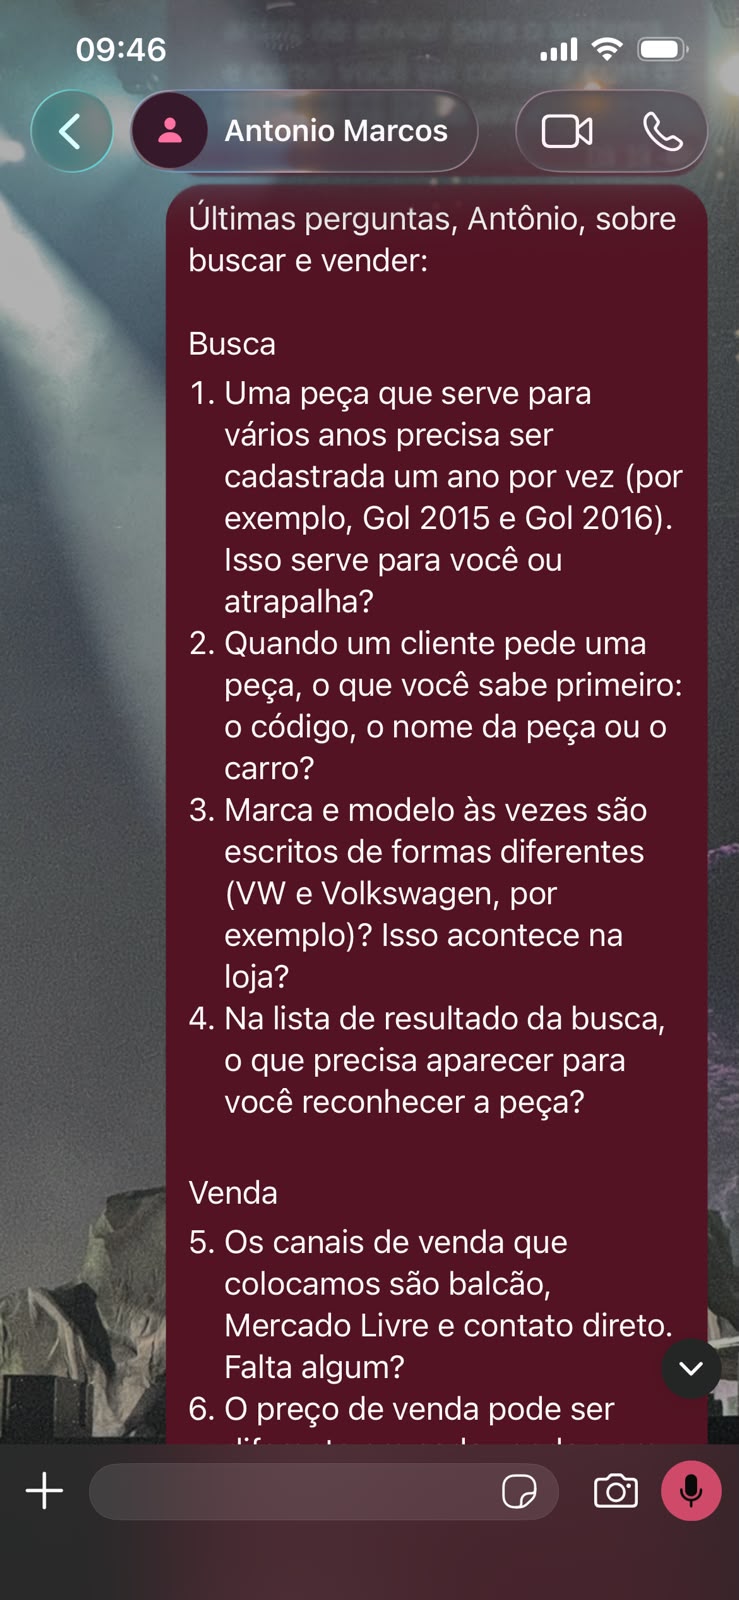 09:46
Antonio Marcos
Últimas perguntas, Antônio, sobre
buscar e vender:
Busca
1. Uma peça que serve para
vários anos precisa ser
cadastrada um ano por vez (por
exemplo, Gol 2015 e Gol 2016).
Isso serve para você ou
atrapalha?
2. Quando um cliente pede uma
peça, o que você sabe primeiro:
o código, o nome da peça ou o
carro?
3. Marca e modelo às vezes são
escritos de formas diferentes
(VW e Volkswagen, por
exemplo)? Isso acontece na
loja?
4. Na lista de resultado da busca,
o que precisa aparecer para
você reconhecer a peça?
Venda
5. Os canais de venda que
colocamos são balcão,
Mercado Livre e contato direto.
Falta algum?
6. O preço de venda pode ser